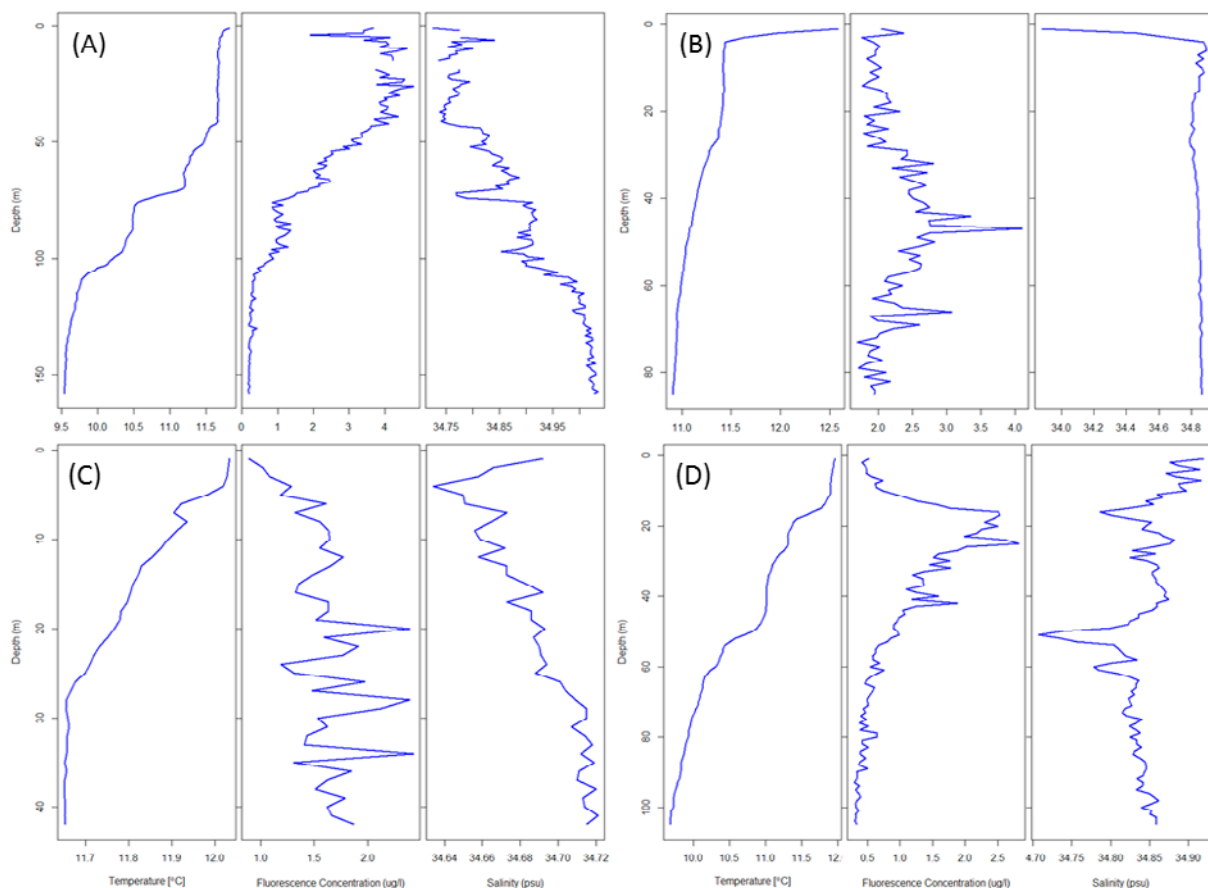 (A)
(B)
0
50
100
150
Depth (m)
9.5 10.0 10.5 11.0 11.5
0 1 2 3 4
34.75 34.85 34.95
0
20
40
60
80
Depth (m)
11.0 11.5 12.0 12.5
2.0 2.5 3.0 3.5 4.0
34.0 34.2 34.4 34.6 34.8
(C)
(D)
0
10
20
30
40
Depth (m)
11.7 11.8 11.9 12.0
1.0 1.5 2.0
34.64 34.66 34.68 34.70 34.72
Temperature [°C] Fluorescence Concentration (ug/l) Salinity (psu)
0
20
40
60
80
100
Depth (m)
10.0 10.5 11.0 11.5 12.0
0.5 1.0 1.5 2.0 2.5
4.70 34.75 34.80 34.85 34.90
Temperature [°C] Fluorescence Concentration (ug/l) Salinity (psu)